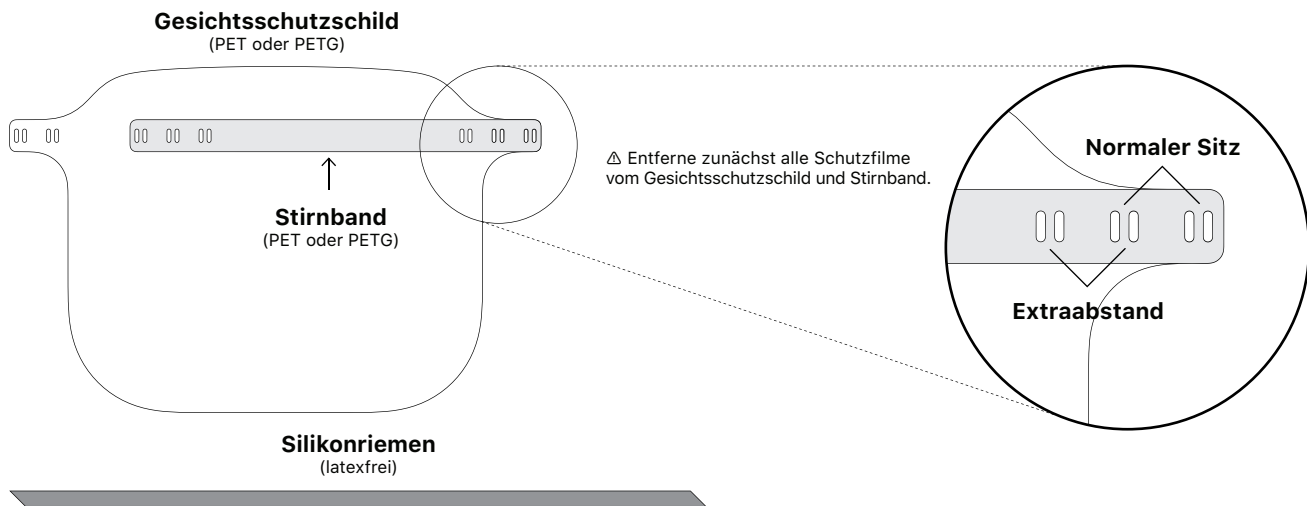 Gesichtsschutzschild
(PET oder PETG)
⚠ Entferne zunächst alle Schutzfilme
vom Gesichtsschutzschild und Stirnband.
Normaler Sitz
Stirnband
(PET oder PETG)
Extraabstand
Silikonriemen
(latexfrei)